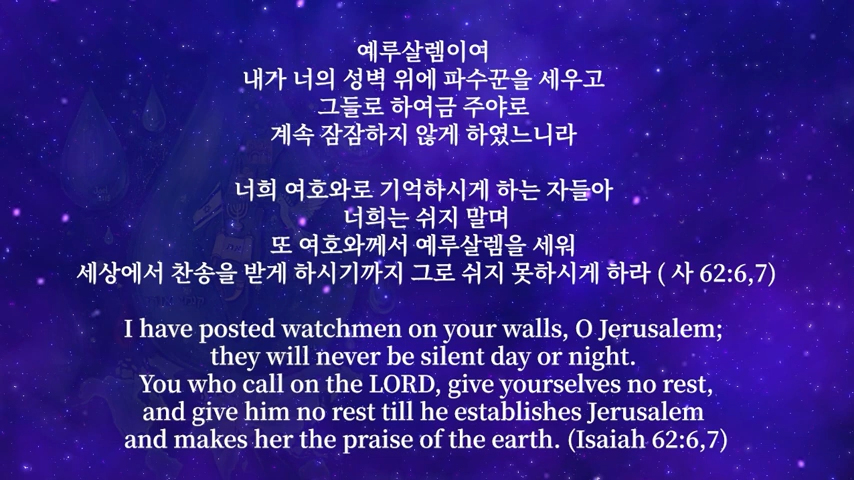 예루살렘이여
내가 너의 성벽 위에 파수꾼을 세우고
그들로 하여금 주야로
계속 잠잠하지 않게 하였느니라
너희 여호와로 기억하시게 하는 자들아
너희는 쉬지 말며
또 여호와께서 예루살렘을 세워
세상에서 찬송을 받게 하시기까지 그로 쉬지 못하시게 하라 ( 사 62:6,7)
I have posted watchmen on your walls, O Jerusalem;
they will never be silent day or night.
You who call on the LORD, give yourselves no rest,
and give him no rest till he establishes Jerusalem
and makes her the praise of the earth. (Isaiah 62:6,7)